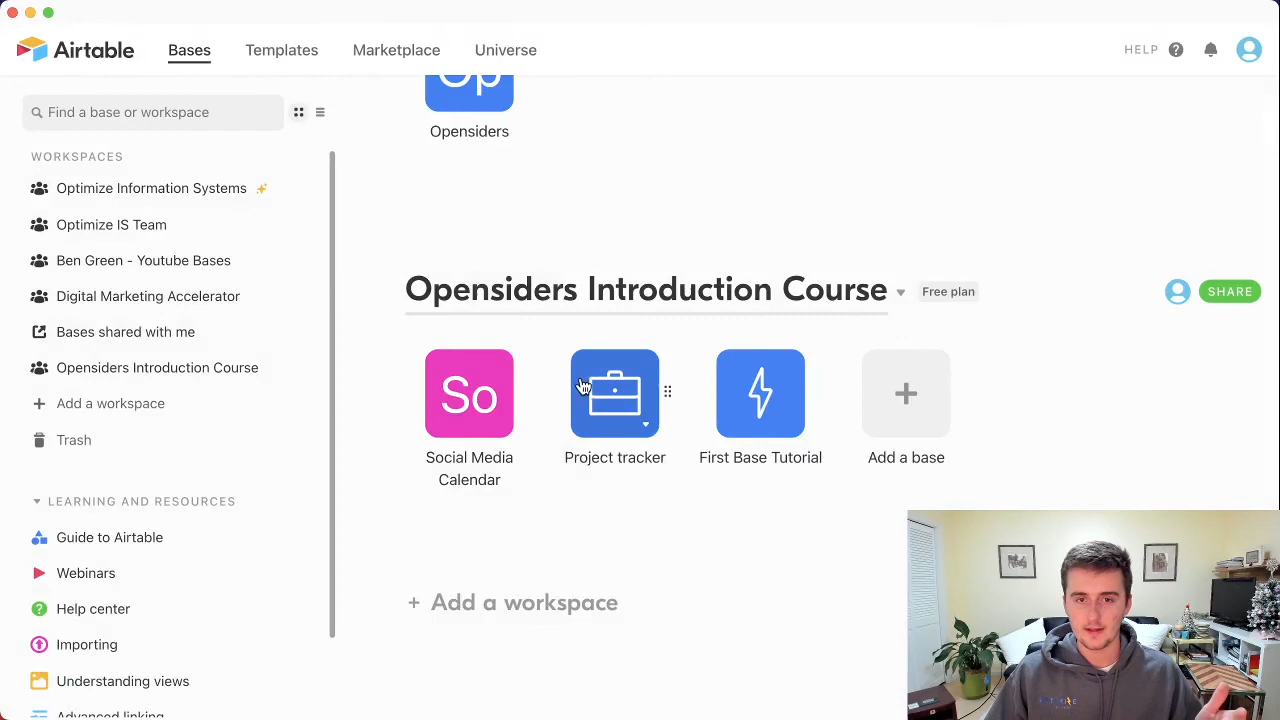 Airtable
Bases
Templates
Marketplace
Universe
HELP
Find a base or workspace
WORKSPACES
Optimize Information Systems
Optimize IS Team
Ben Green - Youtube Bases
Digital Marketing Accelerator
Bases shared with me
Opensiders Introduction Course
Add a workspace
Trash
LEARNING AND RESOURCES
Guide to Airtable
Webinars
Help center
Importing
Understanding views
Advanced linking
Op
Opensiders
Opensiders Introduction Course
Free plan
SHARE
So
Social Media
Calendar
Project tracker
First Base Tutorial
Add a base
+ Add a workspace